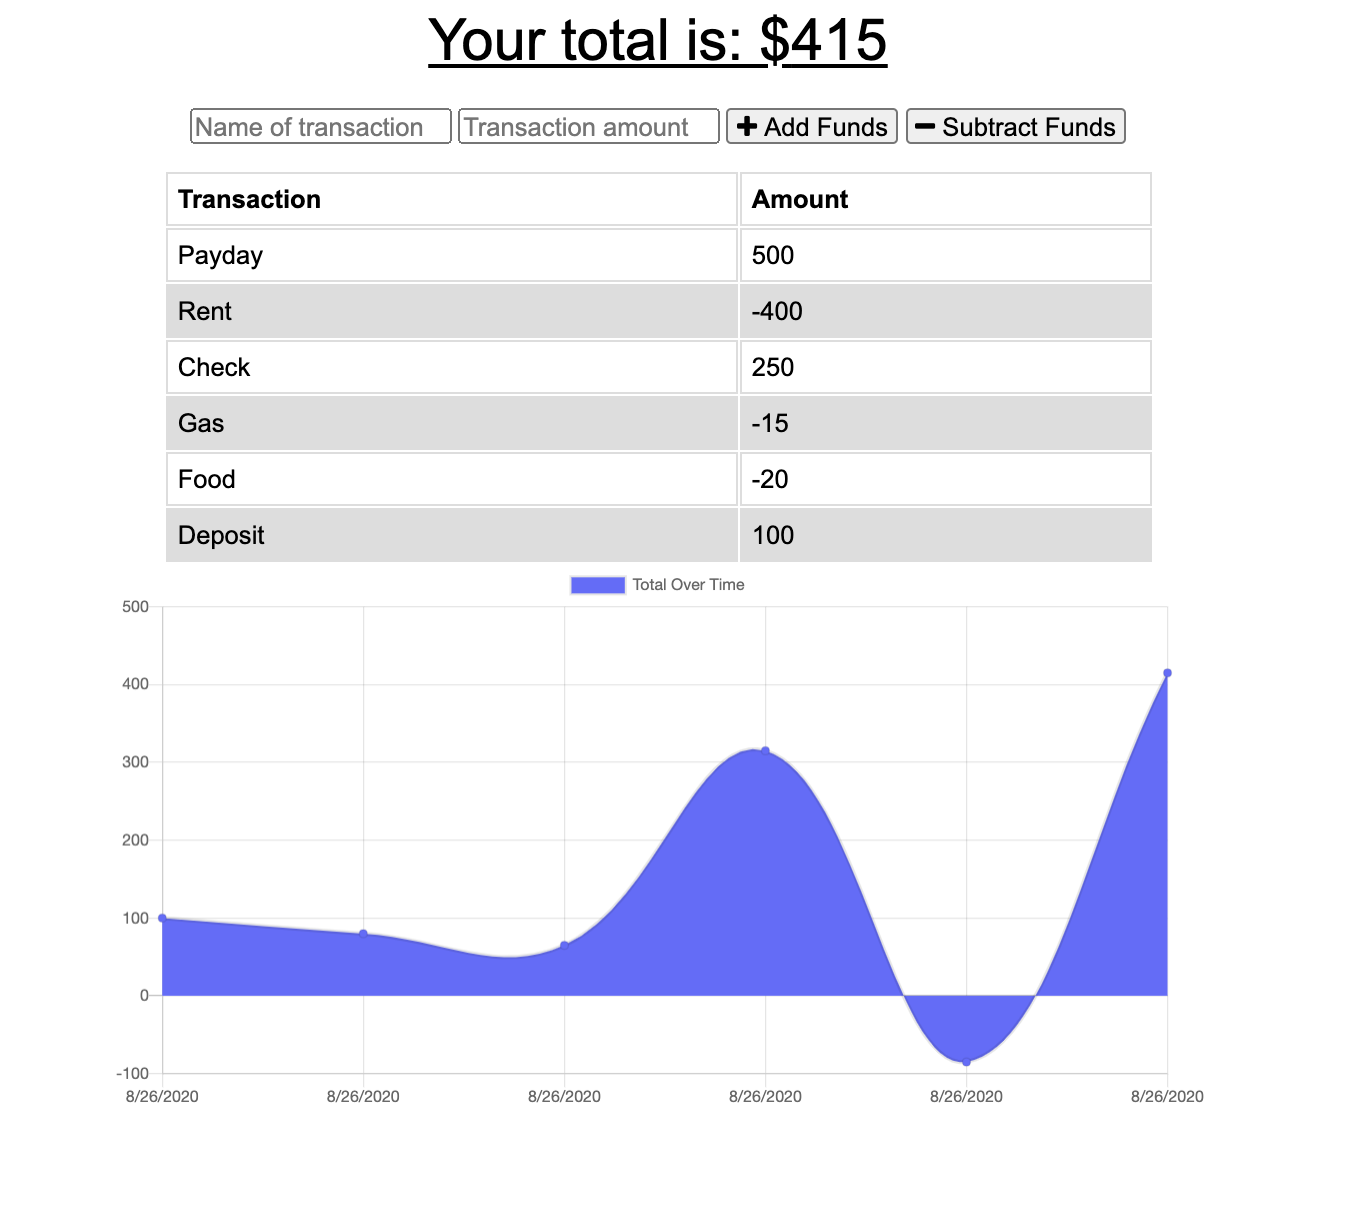 Your total is: $415
Name of transaction Transaction amount + Add Funds − Subtract Funds
Transaction Amount
Payday 500
Rent -400
Check 250
Gas -15
Food -20
Deposit 100
Total Over Time
500
400
300
200
100
0
-100
8/26/2020 8/26/2020 8/26/2020 8/26/2020 8/26/2020 8/26/2020